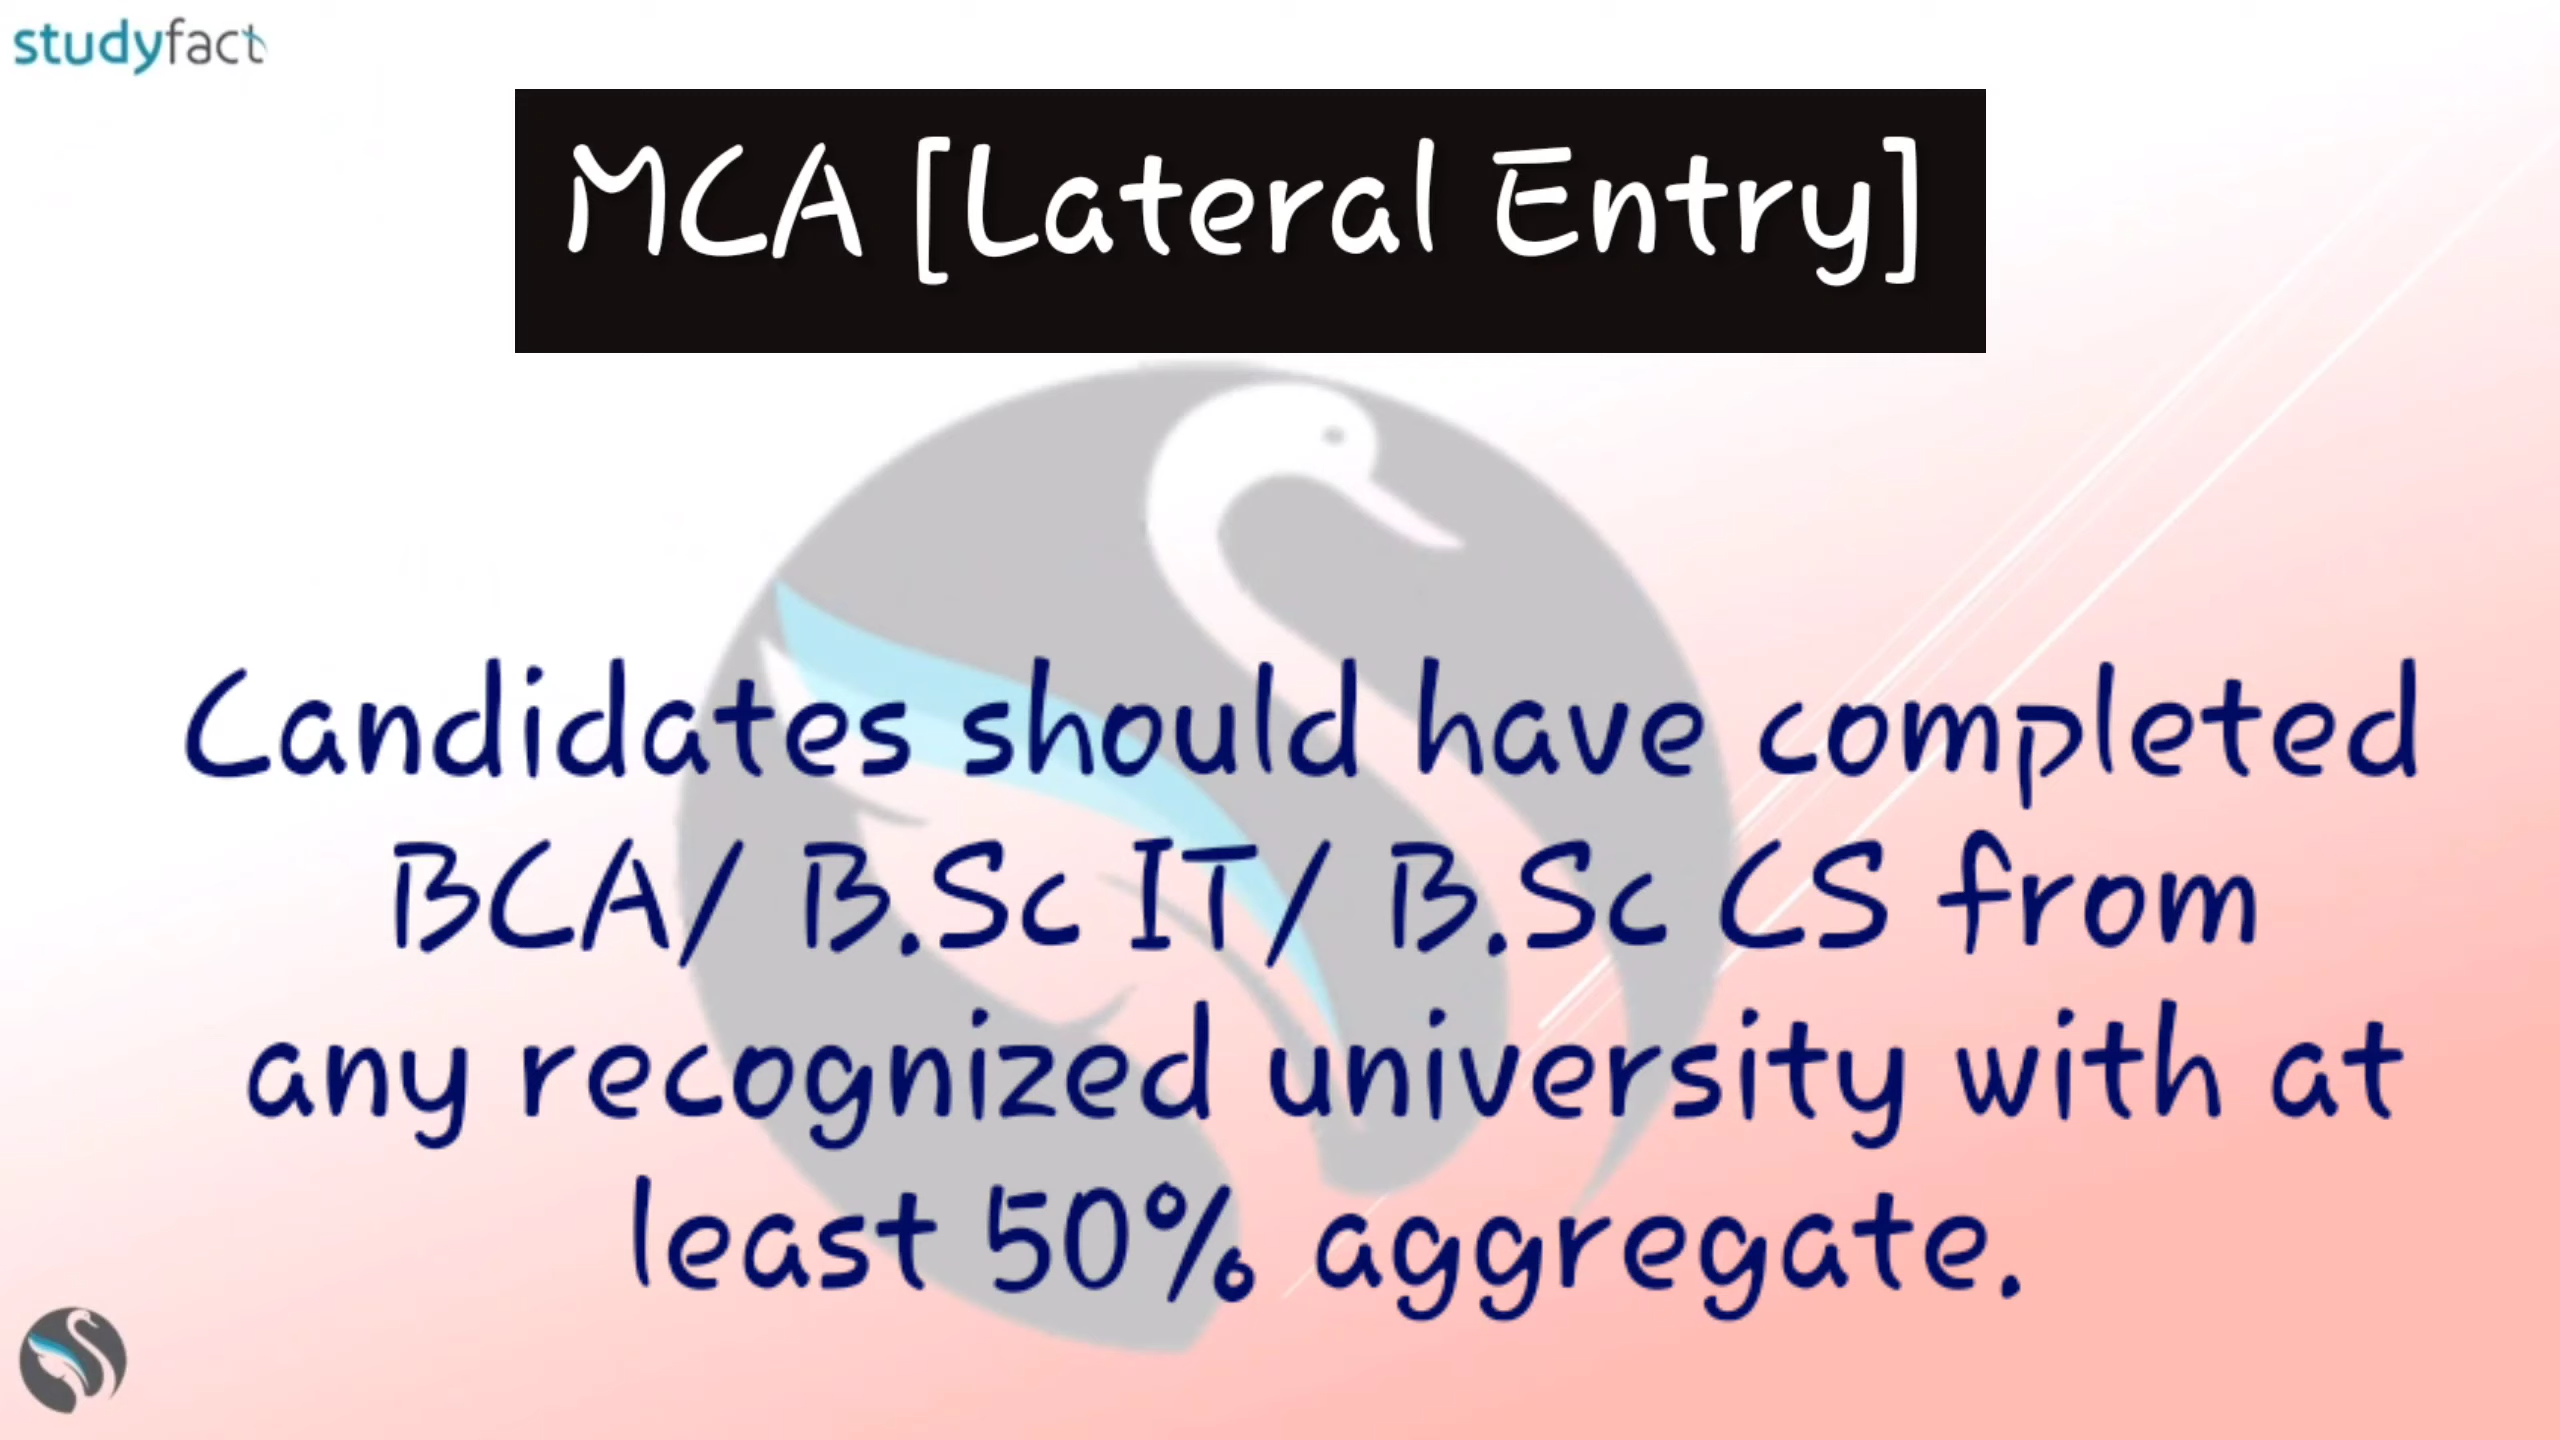 studyfact
MCA [Lateral Entry]
Candidates should have completed
BCA/ B.Sc IT/ B.Sc CS from
any recognized university with at
least 50% aggregate.